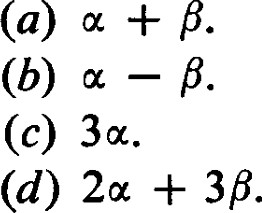 (a) α + β.
(b) α − β.
(c) 3α.
(d) 2α + 3β.